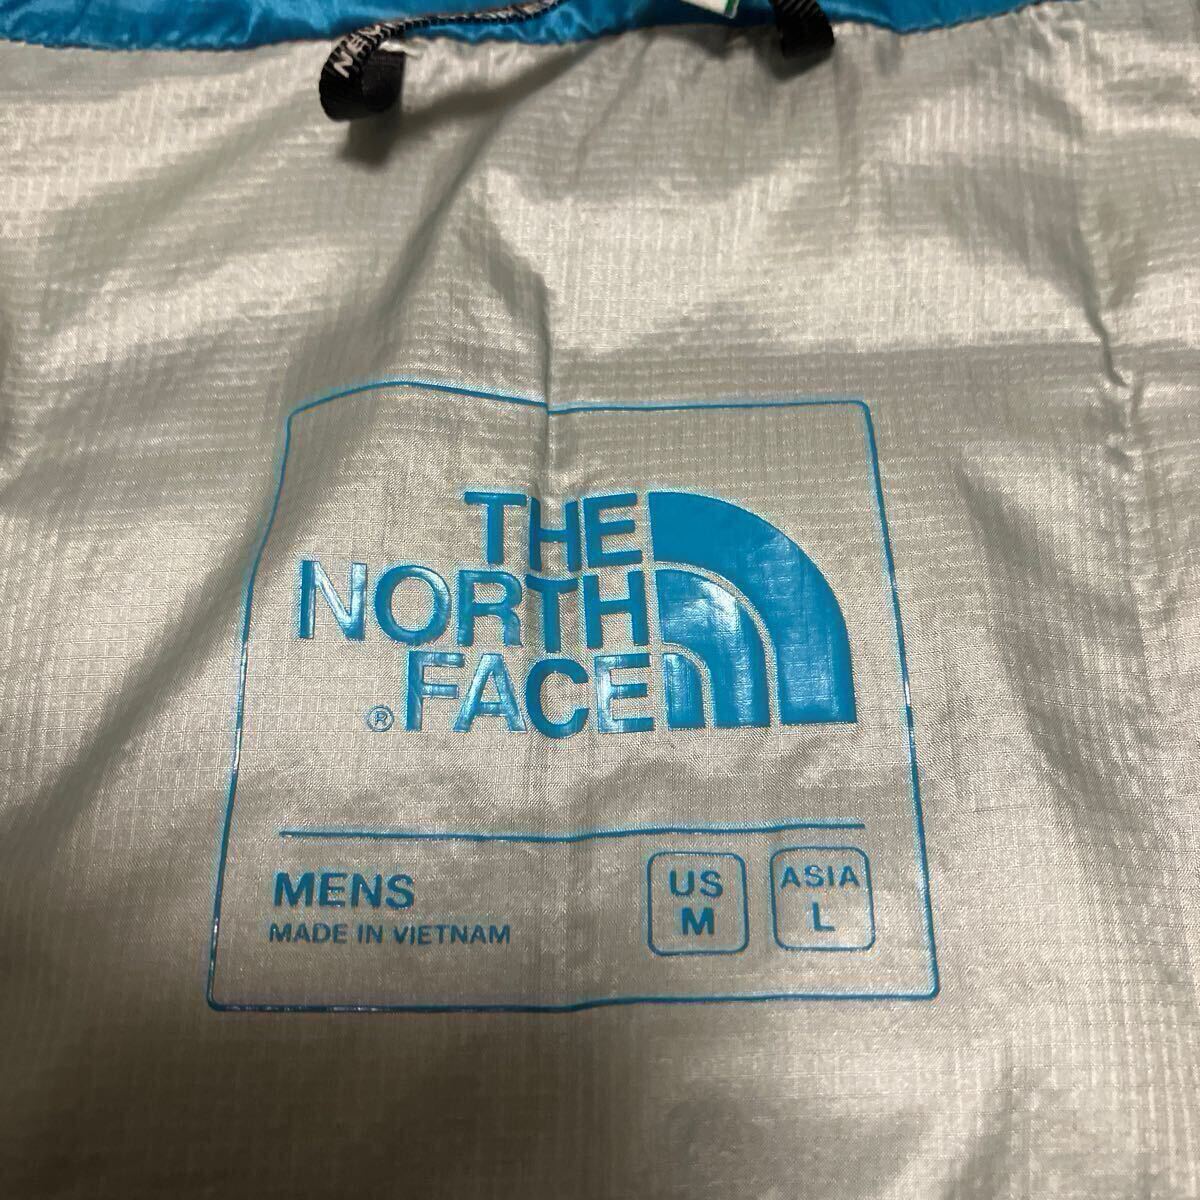 THE
NORTH
FACE
®
MENS
MADE IN VIETNAM
US
M
ASIA
L